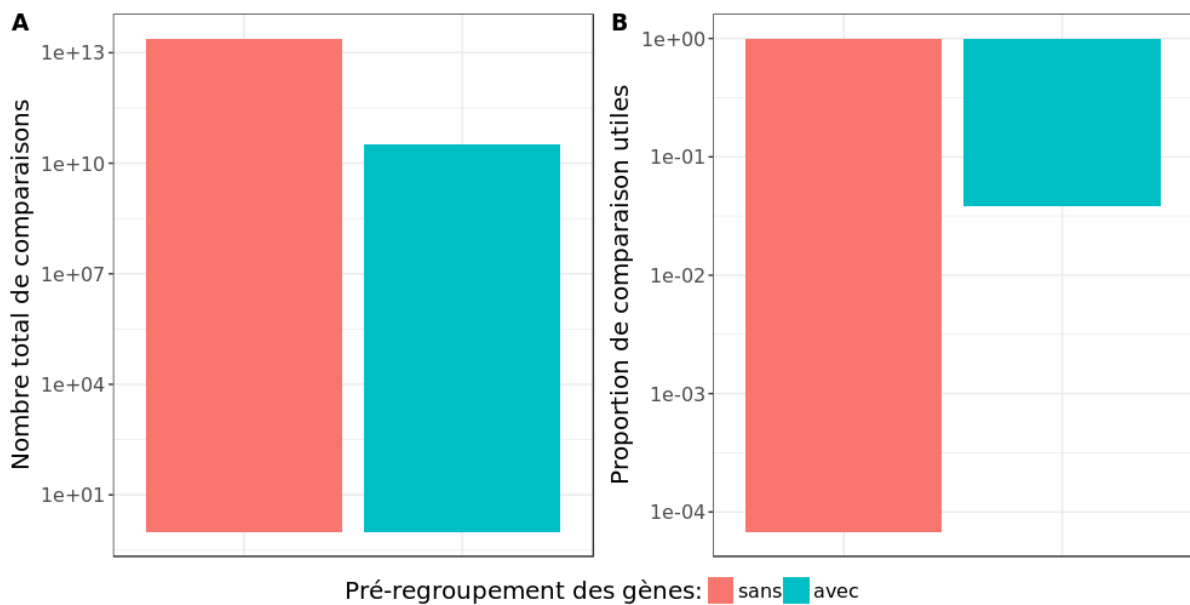 A
Nombre total de comparaisons
1e+13
1e+10
1e+07
1e+04
1e+01
B
Proportion de comparaison utiles
1e+00
1e-01
1e-02
1e-03
1e-04
Pré-regroupement des gènes: sans avec